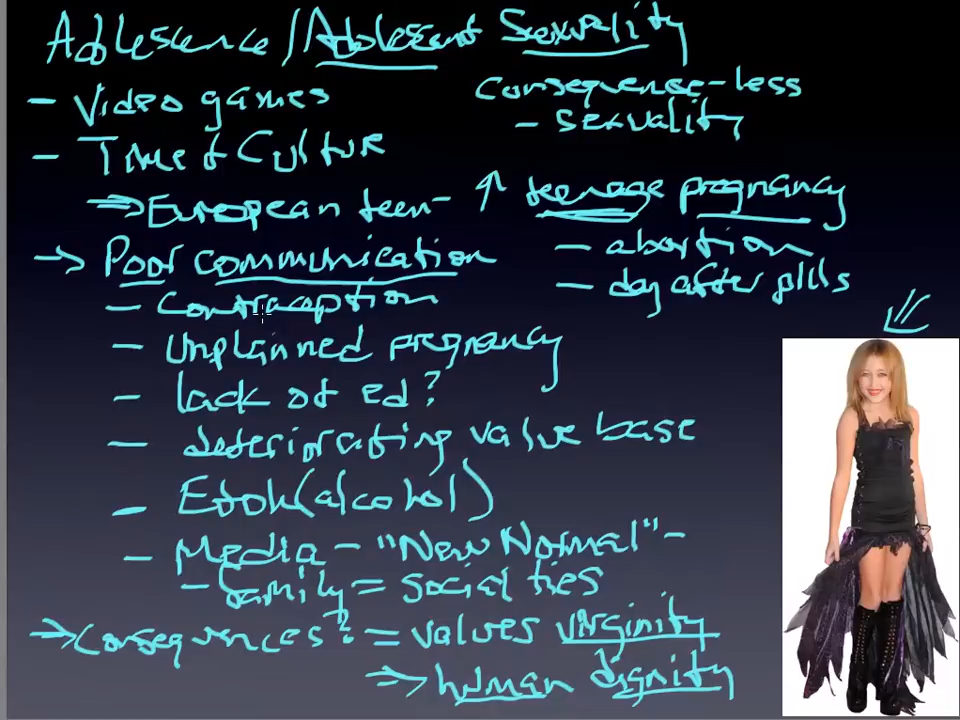 Adolescence/Adolescent Sexuality
- Video games
- Time & Culture
⇒ European teen-
→ Poor communication
- Contraception
- Unplanned pregnancy
- lack of ed?
- deteriorating value base
- Etoh (alcohol)
- Media - "New Normal" -
- family = social ties
⇒ Consequences? = values virginity
⇒ human dignity
Consequence-less
- sexuality
↑ teenage pregnancy
- abortion
- day after pills